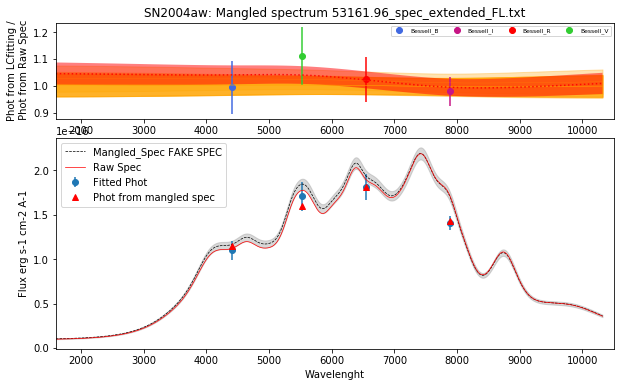 SN2004aw: Mangled spectrum 53161.96_spec_extended_FL.txt
Phot from LCfitting /
Phot from Raw Spec
1.2
1.1
1.0
0.9
Bessell_B
Bessell_I
Bessell_R
Bessell_V
2000 3000 4000 5000 6000 7000 8000 9000 10000
Flux erg s-1 cm-2 A-1
2.0
1.5
1.0
0.5
0.0
Mangled_Spec FAKE SPEC
Raw Spec
Fitted Phot
Phot from mangled spec
2000 3000 4000 5000 6000 7000 8000 9000 10000
Wavelenght